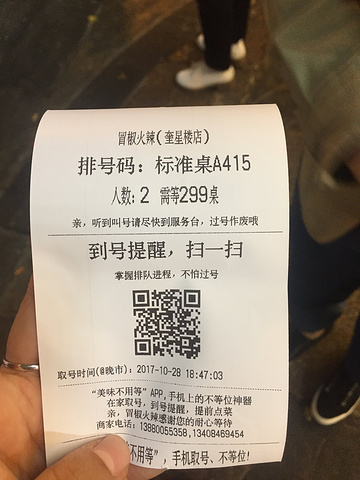 冒椒火辣(奎星楼店)
排号码：标准桌A415
人数:2 需等299桌
亲，听到叫号请尽快到服务台，过号作废哦
到号提醒，扫一扫
掌握排队进程，不怕过号
取号时间(@晚市)：2017-10-28 18:47:03
“美味不用等”APP,手机上的不等位神器
在家取号，到号提醒，提前点菜
亲，冒椒火辣感谢您的耐心等待
商家电话：13880055358,13408469454
不用等”，手机取号、不等位!